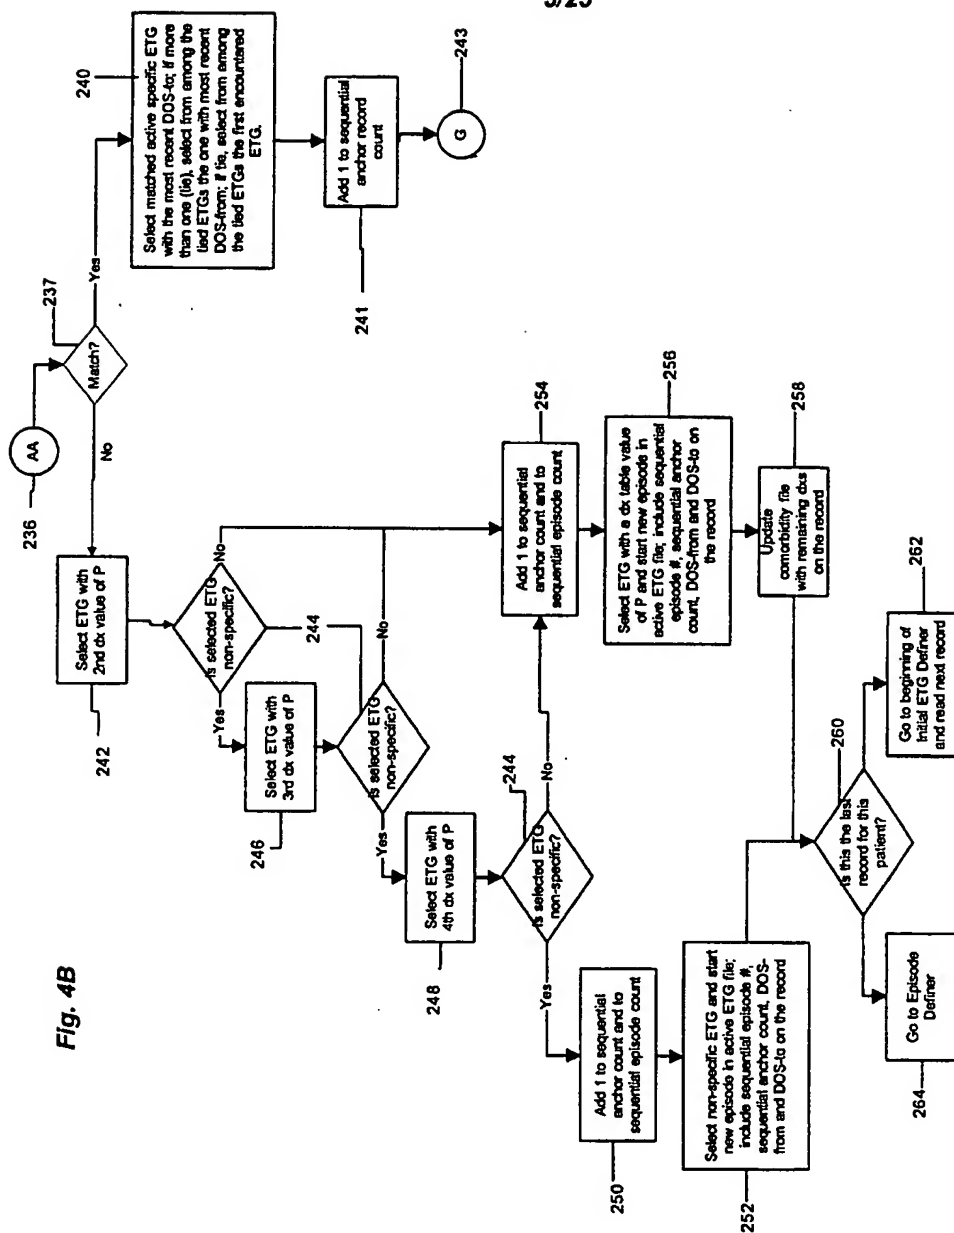 3/25
Fig. 4B
AA
236
Match?
237
Yes
No
240
Select matched active specific ETG
with the most recent DOS-to; if more
than one (tie), select from among the
tied ETGs the one with most recent
DOS-from; if tie, select from among
the tied ETGs the first encountered
ETG.
Add 1 to sequential
anchor record
count
241
G
243
Select ETG with
2nd dx value of P
242
Is selected ETG
non-specific?
No
Yes
244
Select ETG with
3rd dx value of P
246
Is selected ETG
non-specific?
No
Yes
Select ETG with
4th dx value of P
248
Is selected ETG
non-specific?
244
No
Yes
Add 1 to sequential
anchor count and to
sequential episode count
250
Select non-specific ETG and start
new episode in active ETG file;
include sequential episode #,
sequential anchor count, DOS-
from and DOS-to on the record
252
Add 1 to sequential
anchor count and to
sequential episode count
254
Select ETG with a dx table value
of P and start new episode in
active ETG file; include sequential
episode #, sequential anchor
count, DOS-from and DOS-to on
the record
256
Update
comorbidity file
with remaining dxs
on the record
258
Is this the last
record for this
patient?
260
Go to beginning of
Initial ETG Definer
and read next record
262
Go to Episode
Definer
264